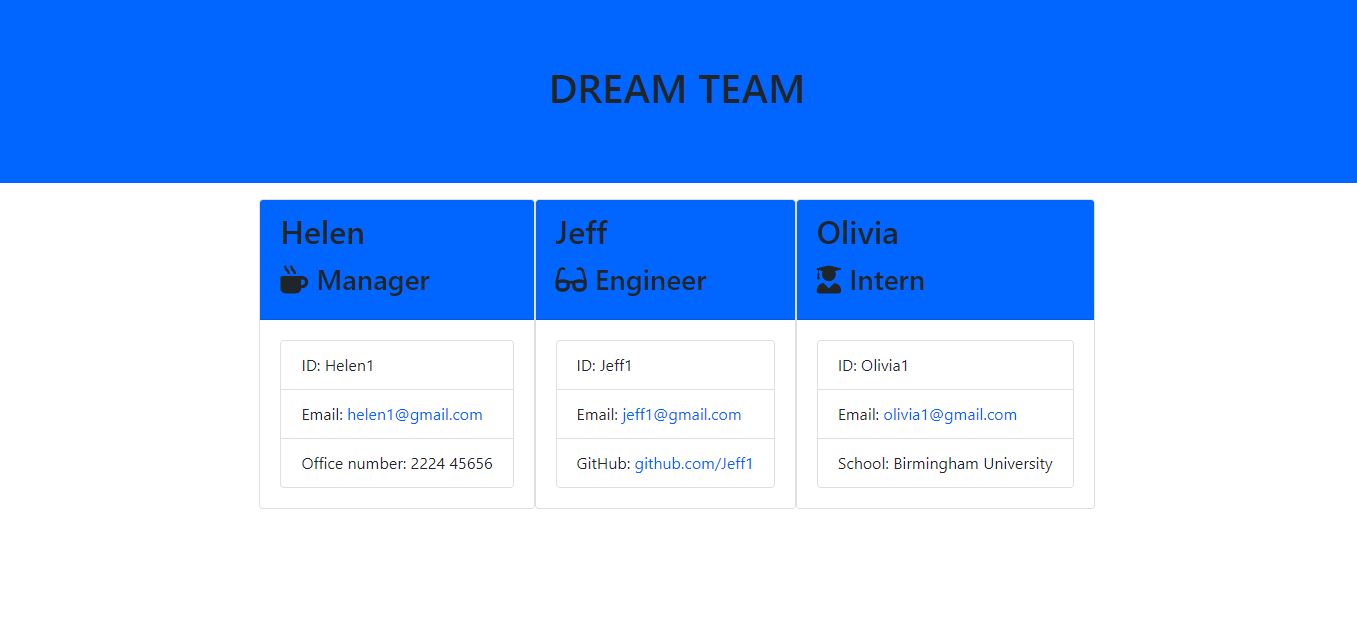 DREAM TEAM
Helen
Manager
ID: Helen1
Email: helen1@gmail.com
Office number: 2224 45656
Jeff
Engineer
ID: Jeff1
Email: jeff1@gmail.com
GitHub: github.com/Jeff1
Olivia
Intern
ID: Olivia1
Email: olivia1@gmail.com
School: Birmingham University